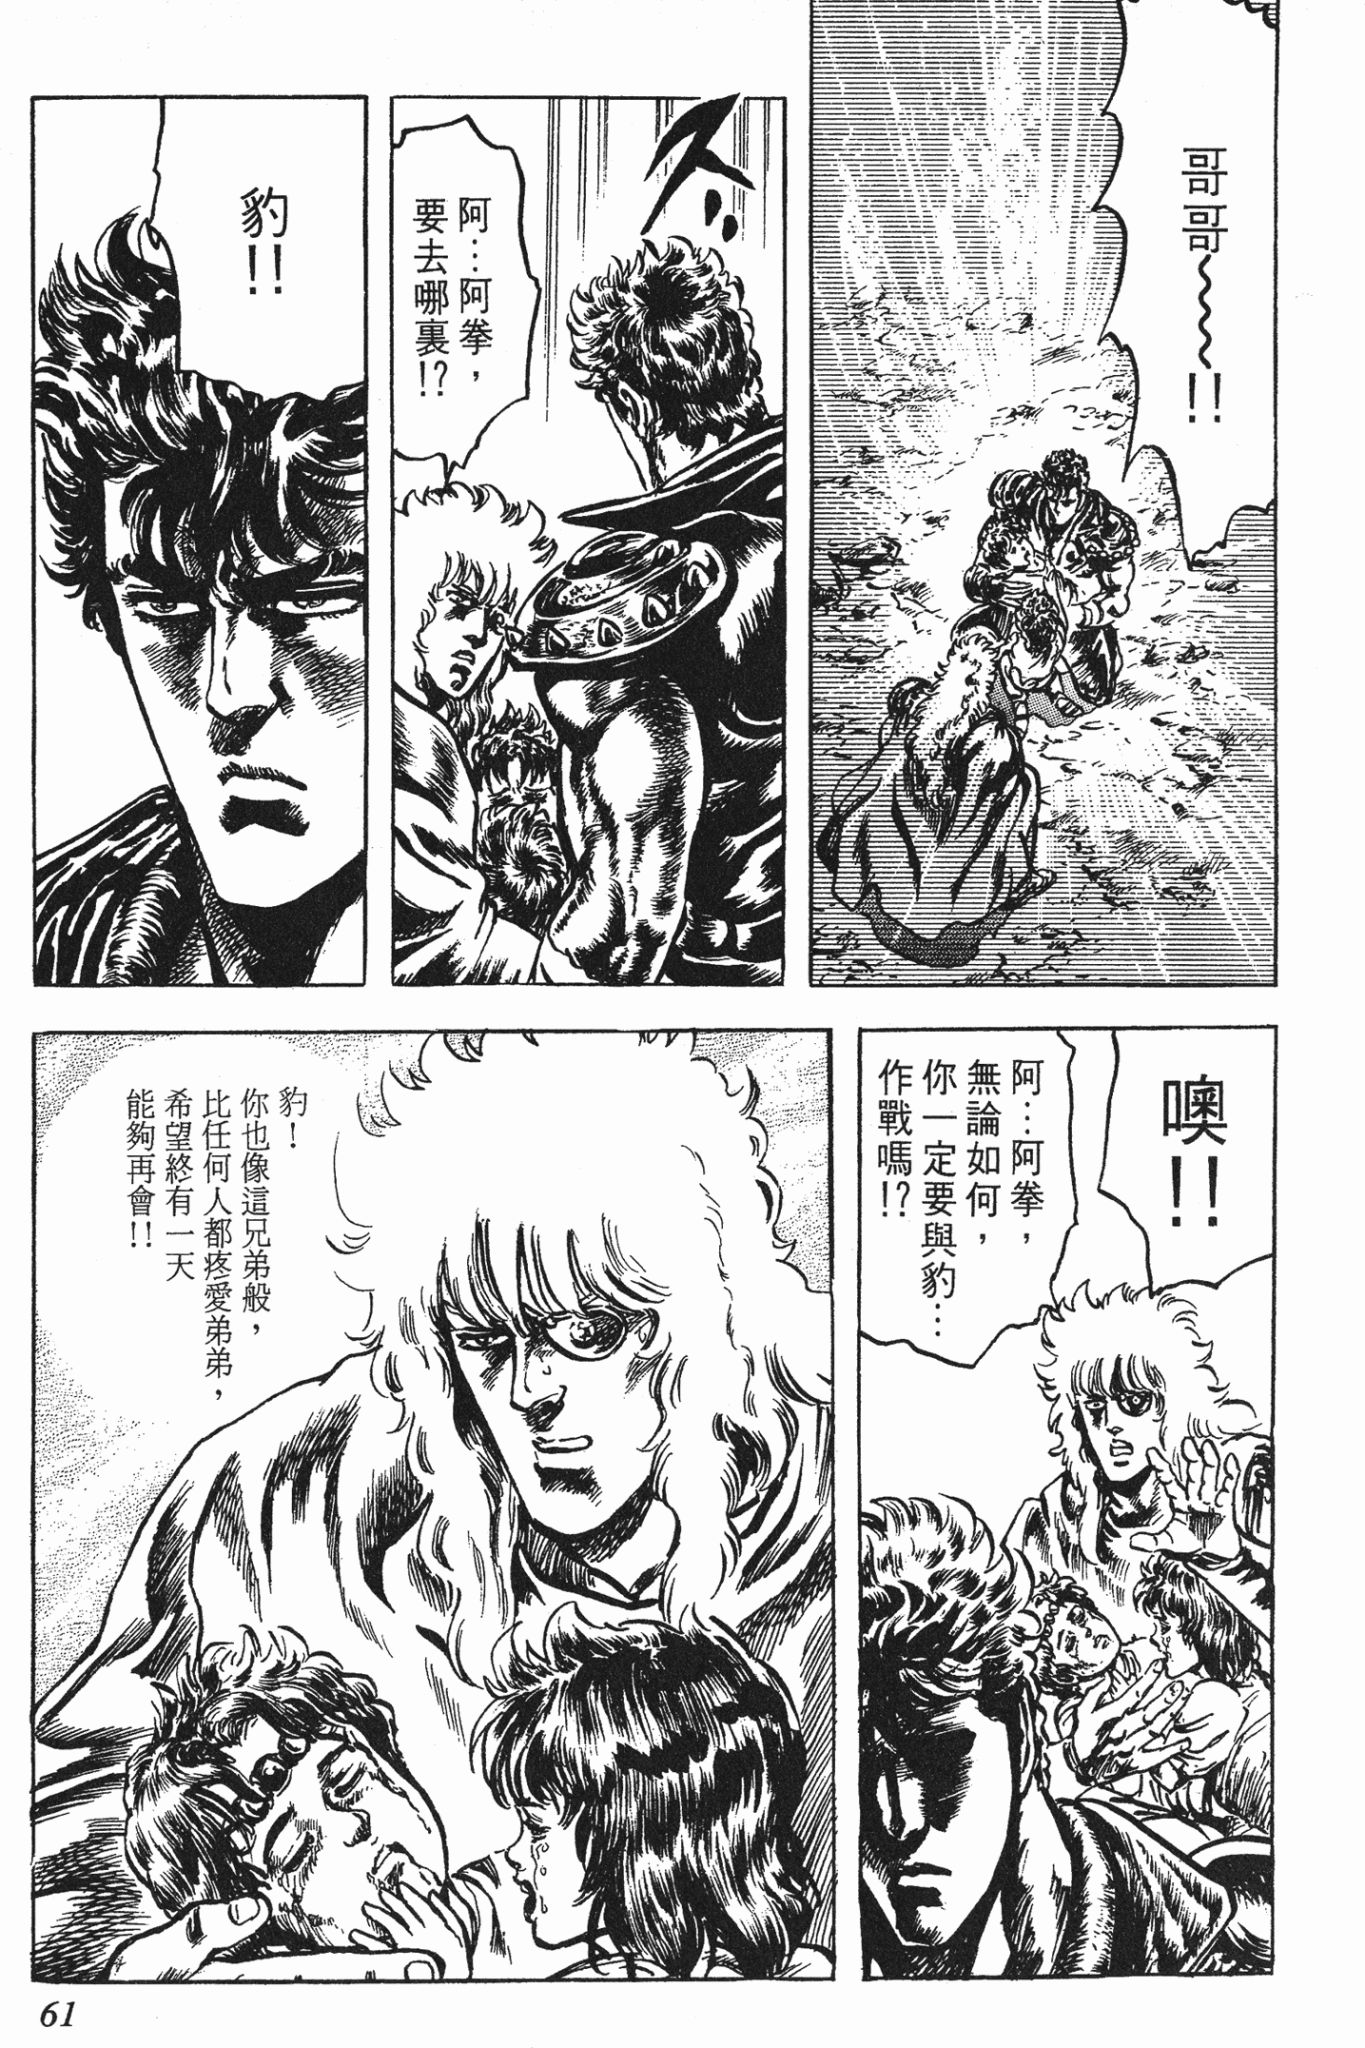 哥哥～～～!!
ズ
阿…阿拳，
要去哪裏!?
豹!!
噢!!
阿…阿拳，
無論如何，
你一定要與豹…
作戰嗎!?
豹！
你也像這兄弟般，
比任何人都疼愛弟弟，
希望終有一天
能夠再會!!
61